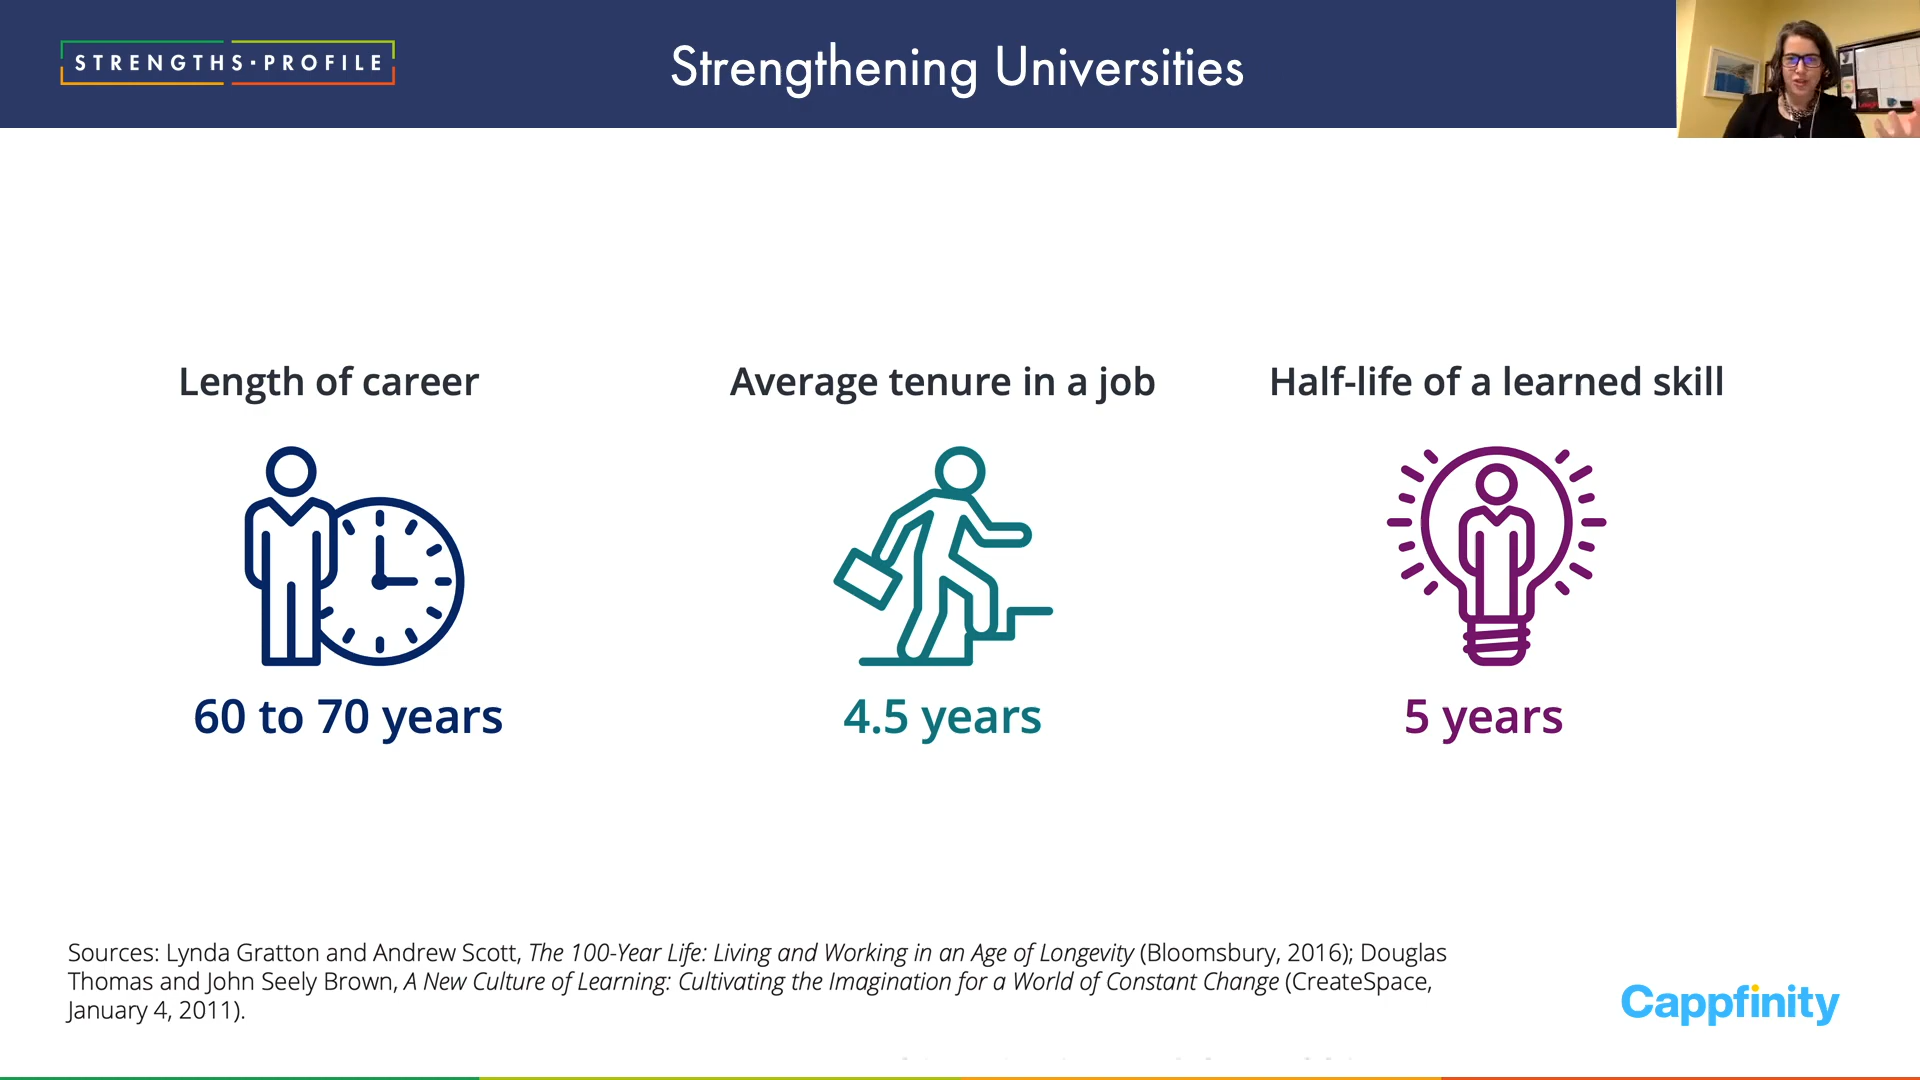 STRENGTHS·PROFILE
Strengthening Universities
Length of career
Average tenure in a job
Half-life of a learned skill
60 to 70 years
4.5 years
5 years
Sources: Lynda Gratton and Andrew Scott, The 100-Year Life: Living and Working in an Age of Longevity (Bloomsbury, 2016); Douglas
Thomas and John Seely Brown, A New Culture of Learning: Cultivating the Imagination for a World of Constant Change (CreateSpace,
January 4, 2011).
Cappfinity